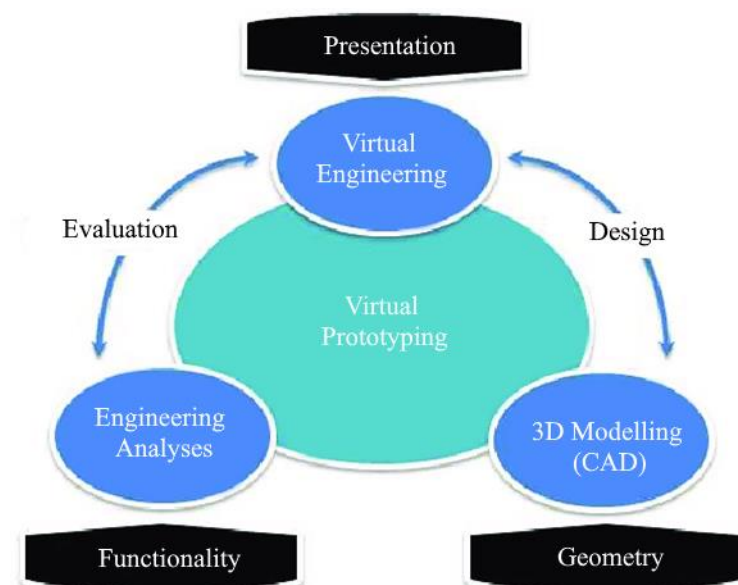 Presentation
Virtual
Engineering
Evaluation
Design
Virtual
Prototyping
Engineering
Analyses
3D Modelling
(CAD)
Functionality
Geometry